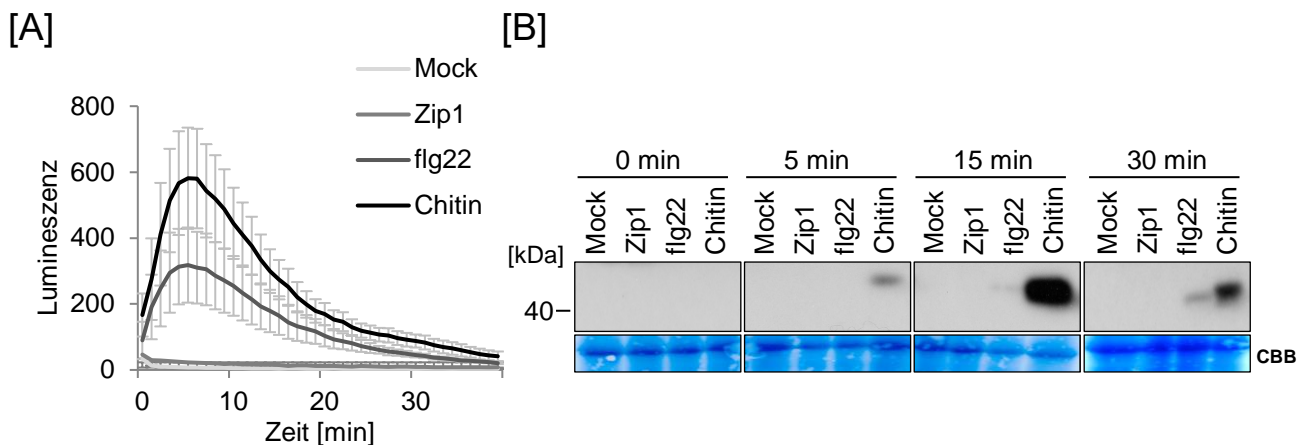 [A]
Mock
Zip1
flg22
Chitin
800
600
400
200
0
Lumineszenz
0 10 20 30
Zeit [min]
[B]
0 min 5 min 15 min 30 min
Mock Zip1 flg22 Chitin Mock Zip1 flg22 Chitin Mock Zip1 flg22 Chitin Mock Zip1 flg22 Chitin
[kDa]
40
CBB